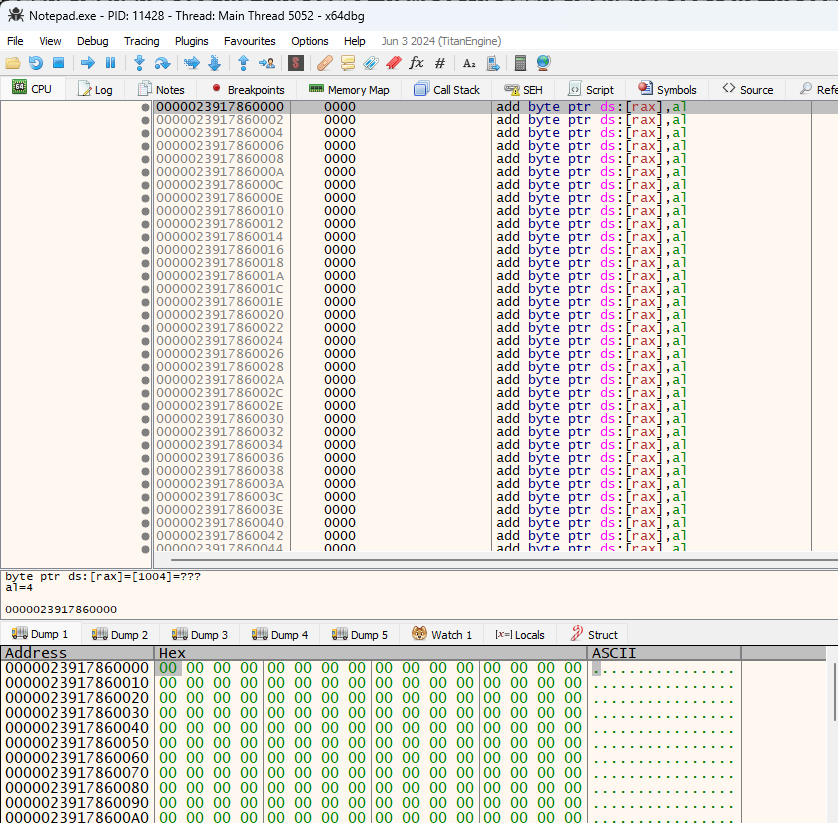 Notepad.exe - PID: 11428 - Thread: Main Thread 5052 - x64dbg
File View Debug Tracing Plugins Favourites Options Help Jun 3 2024 (TitanEngine)
CPU Log Notes Breakpoints Memory Map Call Stack SEH Script Symbols Source Refe
0000023917860000 0000 add byte ptr ds:[rax],al
0000023917860002 0000 add byte ptr ds:[rax],al
0000023917860004 0000 add byte ptr ds:[rax],al
0000023917860006 0000 add byte ptr ds:[rax],al
0000023917860008 0000 add byte ptr ds:[rax],al
000002391786000A 0000 add byte ptr ds:[rax],al
000002391786000C 0000 add byte ptr ds:[rax],al
000002391786000E 0000 add byte ptr ds:[rax],al
0000023917860010 0000 add byte ptr ds:[rax],al
0000023917860012 0000 add byte ptr ds:[rax],al
0000023917860014 0000 add byte ptr ds:[rax],al
0000023917860016 0000 add byte ptr ds:[rax],al
0000023917860018 0000 add byte ptr ds:[rax],al
000002391786001A 0000 add byte ptr ds:[rax],al
000002391786001C 0000 add byte ptr ds:[rax],al
000002391786001E 0000 add byte ptr ds:[rax],al
0000023917860020 0000 add byte ptr ds:[rax],al
0000023917860022 0000 add byte ptr ds:[rax],al
0000023917860024 0000 add byte ptr ds:[rax],al
0000023917860026 0000 add byte ptr ds:[rax],al
0000023917860028 0000 add byte ptr ds:[rax],al
000002391786002A 0000 add byte ptr ds:[rax],al
000002391786002C 0000 add byte ptr ds:[rax],al
000002391786002E 0000 add byte ptr ds:[rax],al
0000023917860030 0000 add byte ptr ds:[rax],al
0000023917860032 0000 add byte ptr ds:[rax],al
0000023917860034 0000 add byte ptr ds:[rax],al
0000023917860036 0000 add byte ptr ds:[rax],al
0000023917860038 0000 add byte ptr ds:[rax],al
000002391786003A 0000 add byte ptr ds:[rax],al
000002391786003C 0000 add byte ptr ds:[rax],al
000002391786003E 0000 add byte ptr ds:[rax],al
0000023917860040 0000 add byte ptr ds:[rax],al
0000023917860042 0000 add byte ptr ds:[rax],al
0000023917860044 0000 add byte ptr ds:[rax],al
byte ptr ds:[rax]=[1004]=???
al=4
0000023917860000
Dump 1 Dump 2 Dump 3 Dump 4 Dump 5 Watch 1 [x=] Locals Struct
Address Hex ASCII
0000023917860000 00 00 00 00 00 00 00 00 00 00 00 00 00 00 00 00 ................
0000023917860010 00 00 00 00 00 00 00 00 00 00 00 00 00 00 00 00 ................
0000023917860020 00 00 00 00 00 00 00 00 00 00 00 00 00 00 00 00 ................
0000023917860030 00 00 00 00 00 00 00 00 00 00 00 00 00 00 00 00 ................
0000023917860040 00 00 00 00 00 00 00 00 00 00 00 00 00 00 00 00 ................
0000023917860050 00 00 00 00 00 00 00 00 00 00 00 00 00 00 00 00 ................
0000023917860060 00 00 00 00 00 00 00 00 00 00 00 00 00 00 00 00 ................
0000023917860070 00 00 00 00 00 00 00 00 00 00 00 00 00 00 00 00 ................
0000023917860080 00 00 00 00 00 00 00 00 00 00 00 00 00 00 00 00 ................
0000023917860090 00 00 00 00 00 00 00 00 00 00 00 00 00 00 00 00 ................
00000239178600A0 00 00 00 00 00 00 00 00 00 00 00 00 00 00 00 00 ................